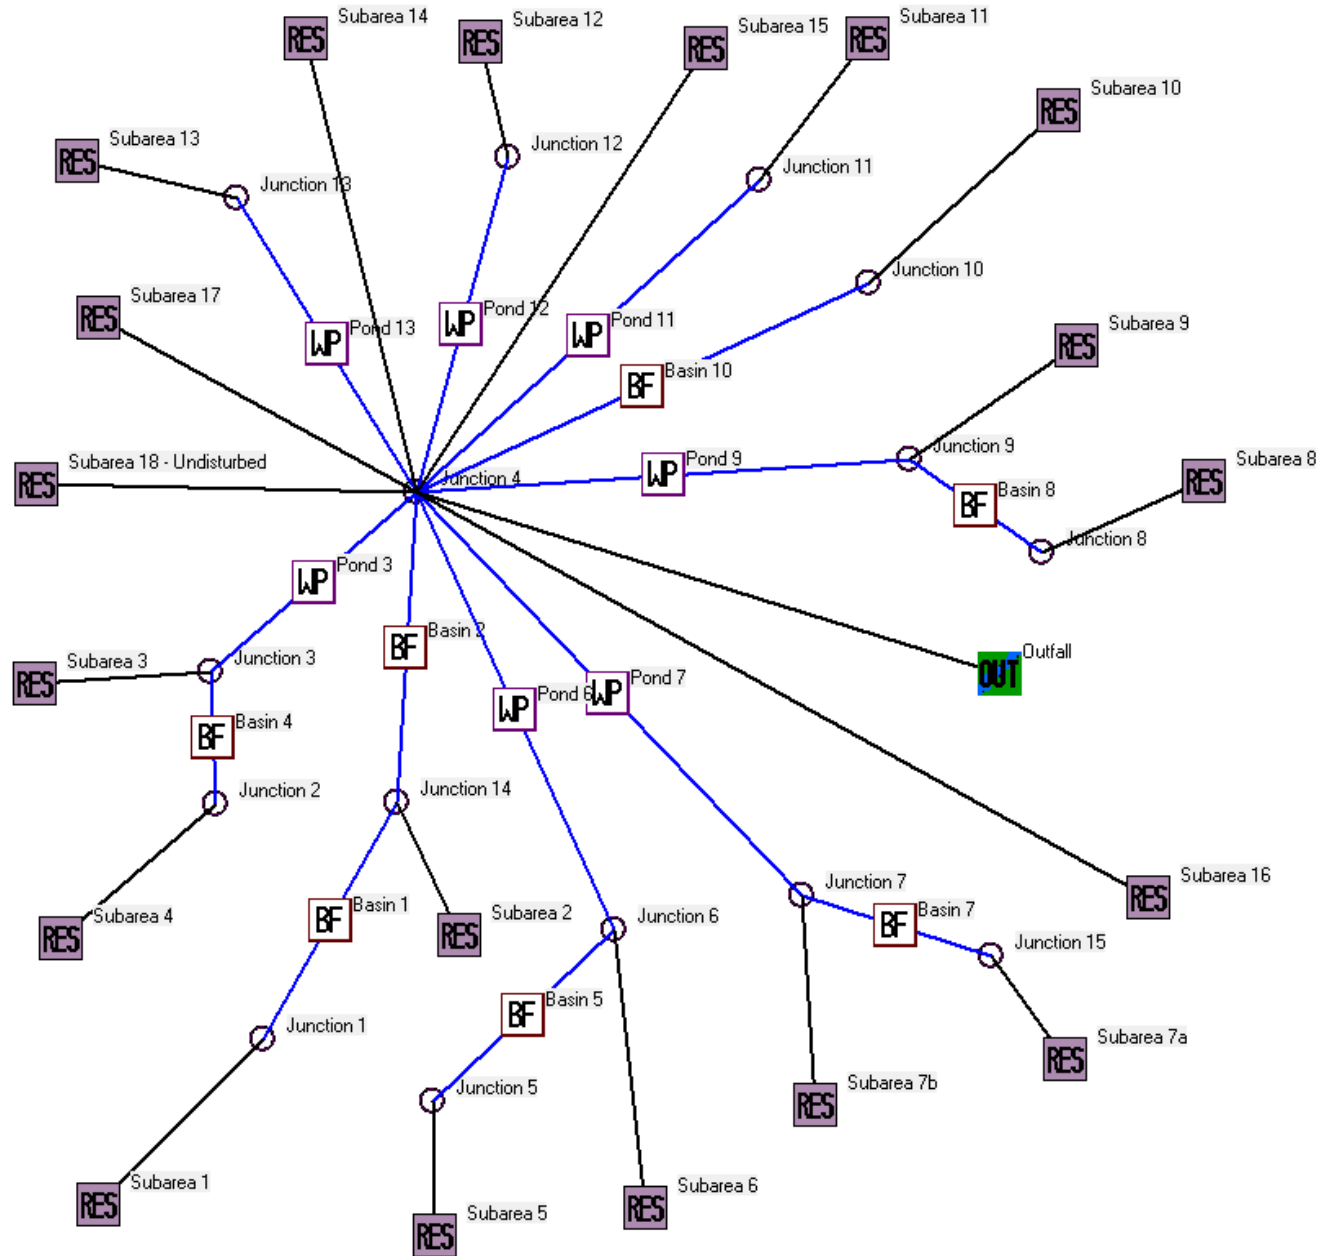 RES Subarea 14
RES Subarea 12
RES Subarea 15
RES Subarea 11
RES Subarea 10
RES Subarea 13
Junction 13
Junction 12
Junction 11
Junction 10
RES Subarea 17
WP Pond 13
WP Pond 12
WP Pond 11
BF Basin 10
RES Subarea 9
RES Subarea 18 - Undisturbed
Junction 4
WP Pond 9
Junction 9
BF Basin 8
RES Subarea 8
Junction 8
WP Pond 3
RES Subarea 3
Junction 3
BF Basin 2
WP Pond 6
WP Pond 7
OUT Outfall
BF Basin 4
Junction 2
Junction 14
RES Subarea 4
BF Basin 1
RES Subarea 2
Junction 6
Junction 7
BF Basin 7
RES Subarea 16
Junction 15
Junction 1
BF Basin 5
Junction 5
RES Subarea 7b
RES Subarea 7a
RES Subarea 1
RES Subarea 5
RES Subarea 6